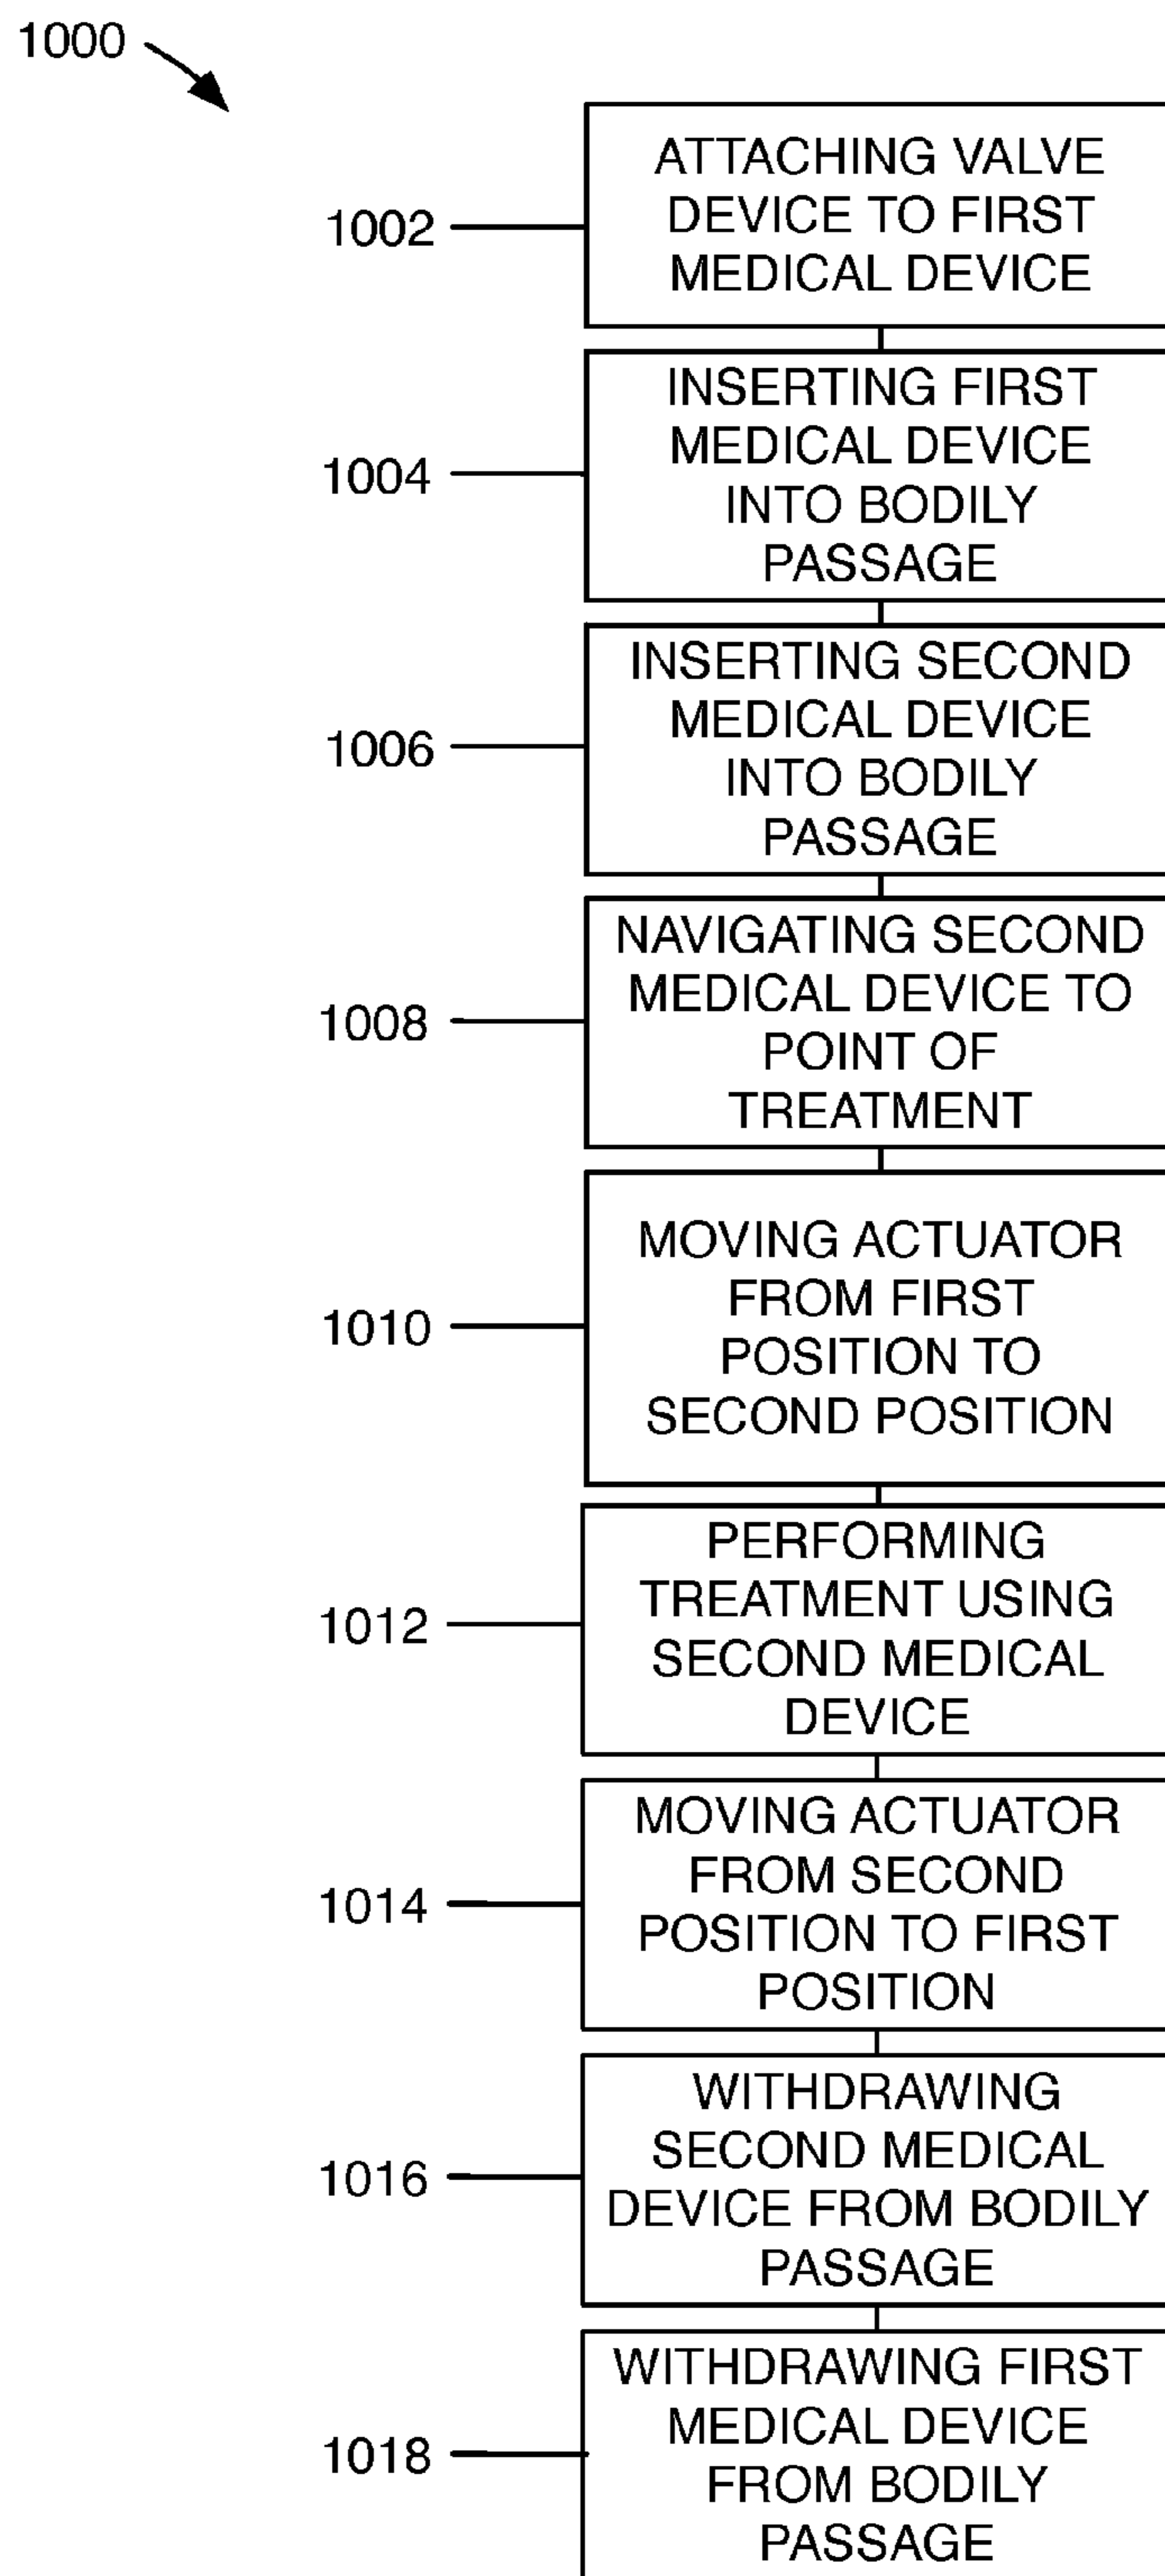 1000
ATTACHING VALVE
DEVICE TO FIRST
MEDICAL DEVICE
1002
INSERTING FIRST
MEDICAL DEVICE
INTO BODILY
PASSAGE
1004
INSERTING SECOND
MEDICAL DEVICE
INTO BODILY
PASSAGE
1006
NAVIGATING SECOND
MEDICAL DEVICE TO
POINT OF
TREATMENT
1008
MOVING ACTUATOR
FROM FIRST
POSITION TO
SECOND POSITION
1010
PERFORMING
TREATMENT USING
SECOND MEDICAL
DEVICE
1012
MOVING ACTUATOR
FROM SECOND
POSITION TO FIRST
POSITION
1014
WITHDRAWING
SECOND MEDICAL
DEVICE FROM BODILY
PASSAGE
1016
WITHDRAWING FIRST
MEDICAL DEVICE
FROM BODILY
PASSAGE
1018